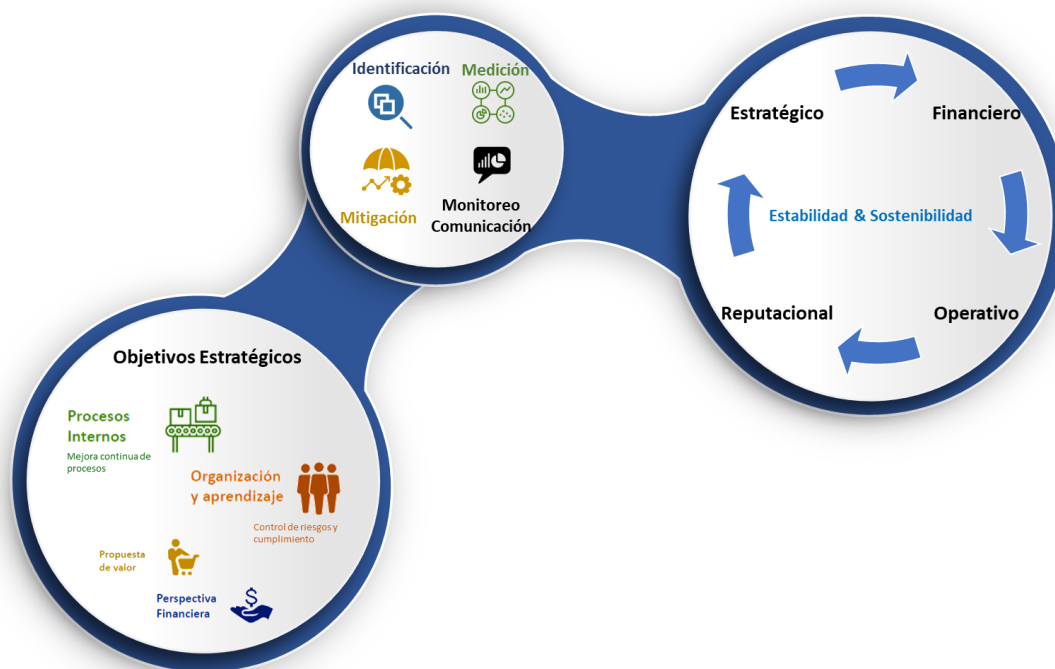 Identificación
Medición
Mitigación
Monitoreo
Comunicación
Estratégico
Financiero
Estabilidad & Sostenibilidad
Reputacional
Operativo
Objetivos Estratégicos
Procesos
Internos
Mejora continua de
procesos
Organización
y aprendizaje
Control de riesgos y
cumplimiento
Propuesta
de valor
Perspectiva
Financiera